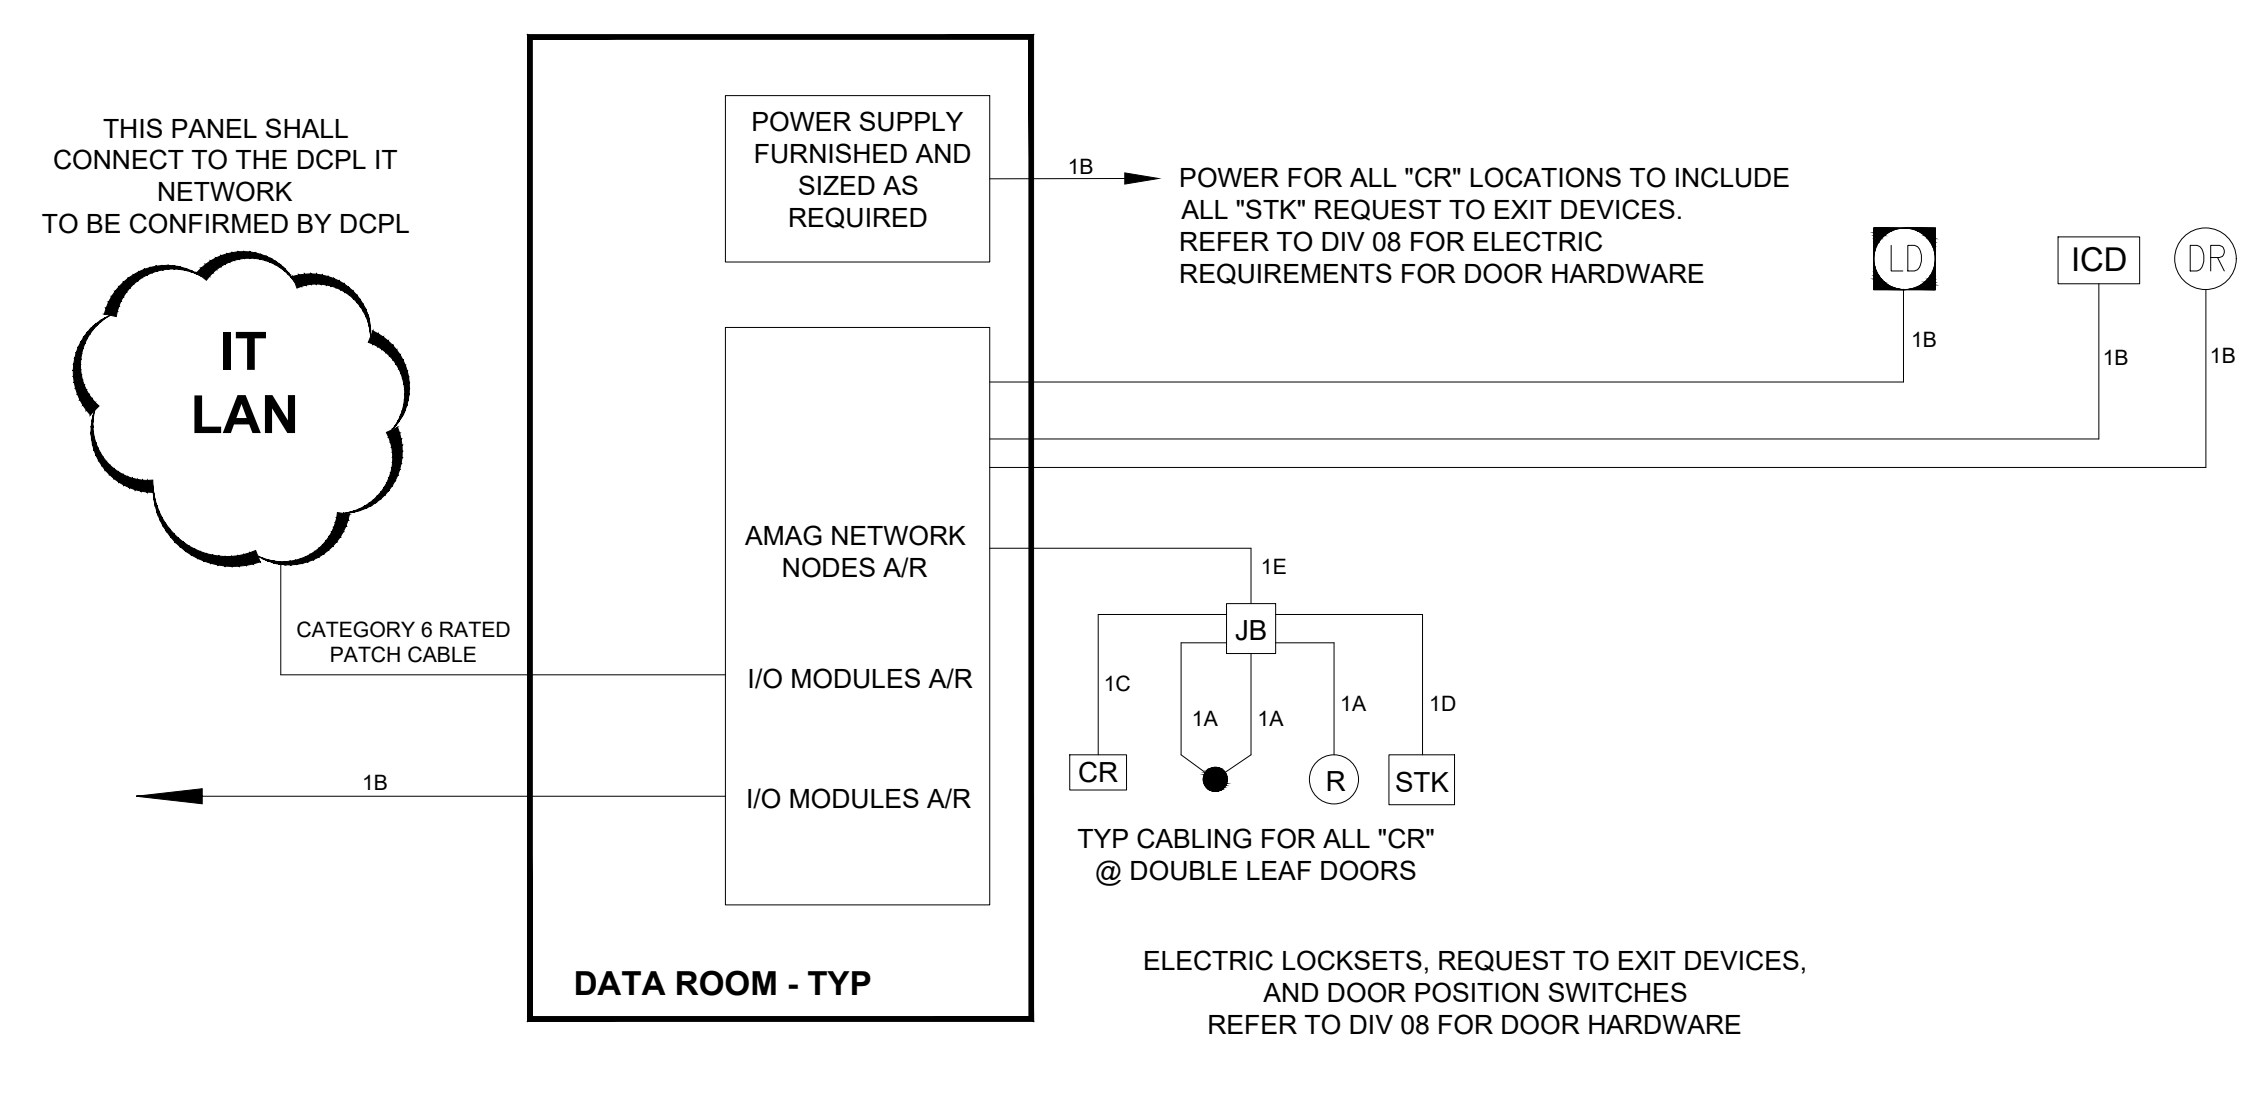 THIS PANEL SHALL
CONNECT TO THE DCPL IT
NETWORK
TO BE CONFIRMED BY DCPL
IT
LAN
CATEGORY 6 RATED
PATCH CABLE
1B
POWER SUPPLY
FURNISHED AND
SIZED AS
REQUIRED
1B
POWER FOR ALL "CR" LOCATIONS TO INCLUDE
ALL "STK" REQUEST TO EXIT DEVICES.
REFER TO DIV 08 FOR ELECTRIC
REQUIREMENTS FOR DOOR HARDWARE
LD
ICD
DR
1B
1B
1B
AMAG NETWORK
NODES A/R
I/O MODULES A/R
I/O MODULES A/R
DATA ROOM - TYP
1E
JB
1C
1A
1A
1A
1D
CR
R
STK
TYP CABLING FOR ALL "CR"
@ DOUBLE LEAF DOORS
ELECTRIC LOCKSETS, REQUEST TO EXIT DEVICES,
AND DOOR POSITION SWITCHES
REFER TO DIV 08 FOR DOOR HARDWARE